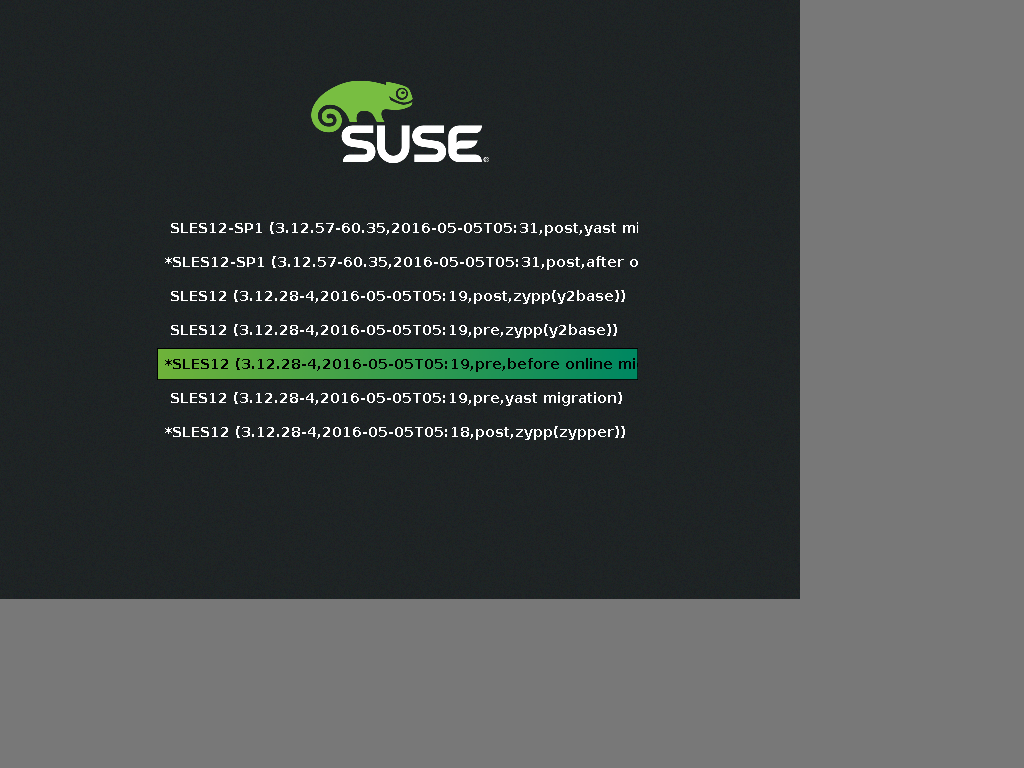 SUSE®
SLES12-SP1 (3.12.57-60.35,2016-05-05T05:31,post,yast mi
*SLES12-SP1 (3.12.57-60.35,2016-05-05T05:31,post,after o
SLES12 (3.12.28-4,2016-05-05T05:19,post,zypp(y2base))
SLES12 (3.12.28-4,2016-05-05T05:19,pre,zypp(y2base))
*SLES12 (3.12.28-4,2016-05-05T05:19,pre,before online mi
SLES12 (3.12.28-4,2016-05-05T05:19,pre,yast migration)
*SLES12 (3.12.28-4,2016-05-05T05:18,post,zypp(zypper))